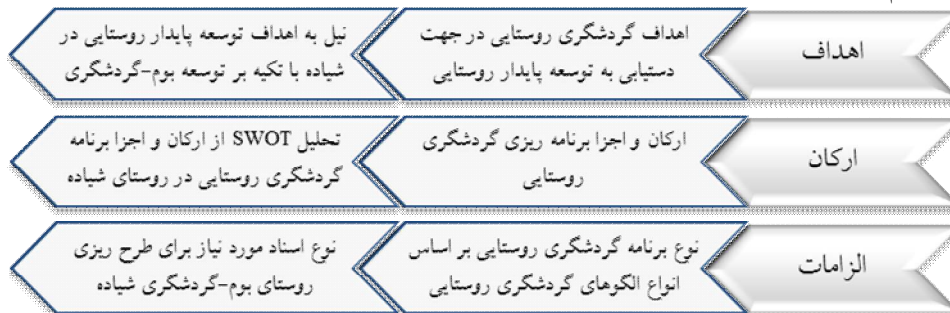 اهداف
اهداف گردشگری روستایی در جهت
دستیابی به توسعه پایدار روستایی
نیل به اهداف توسعه پایدار روستایی در
شیاده با تکیه بر توسعه بوم-گردشگری
ارکان
ارکان و اجزا برنامه ریزی گردشگری
روستایی
تحلیل SWOT از ارکان و اجزا برنامه
گردشگری روستایی در روستای شیاده
الزامات
نوع برنامه گردشگری روستایی بر اساس
انواع الگوهای گردشگری روستایی
نوع اسناد مورد نیاز برای طرح ریزی
روستای بوم-گردشگری شیاده